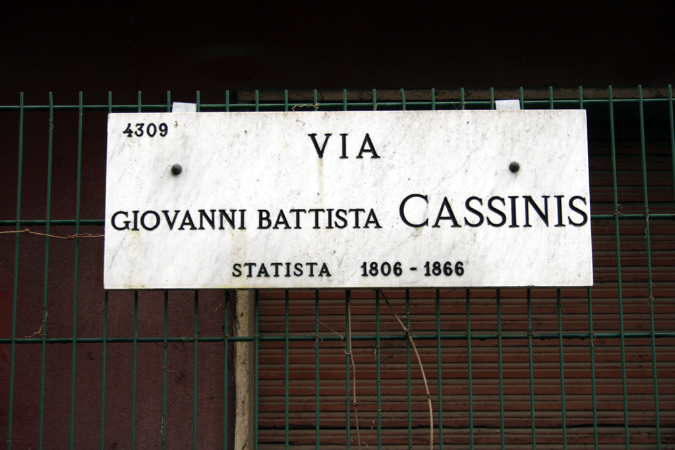 4309
VIA
GIOVANNI BATTISTA CASSINIS
STATISTA 1806 - 1866